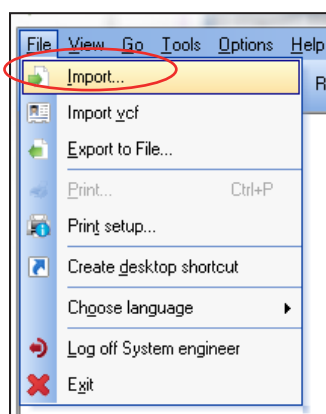 File View Go Tools Options Help
Import...
R
Import vcf
Export to File...
Print... Ctrl+P
Print setup...
Create desktop shortcut
Choose language
Log off System engineer
Exit